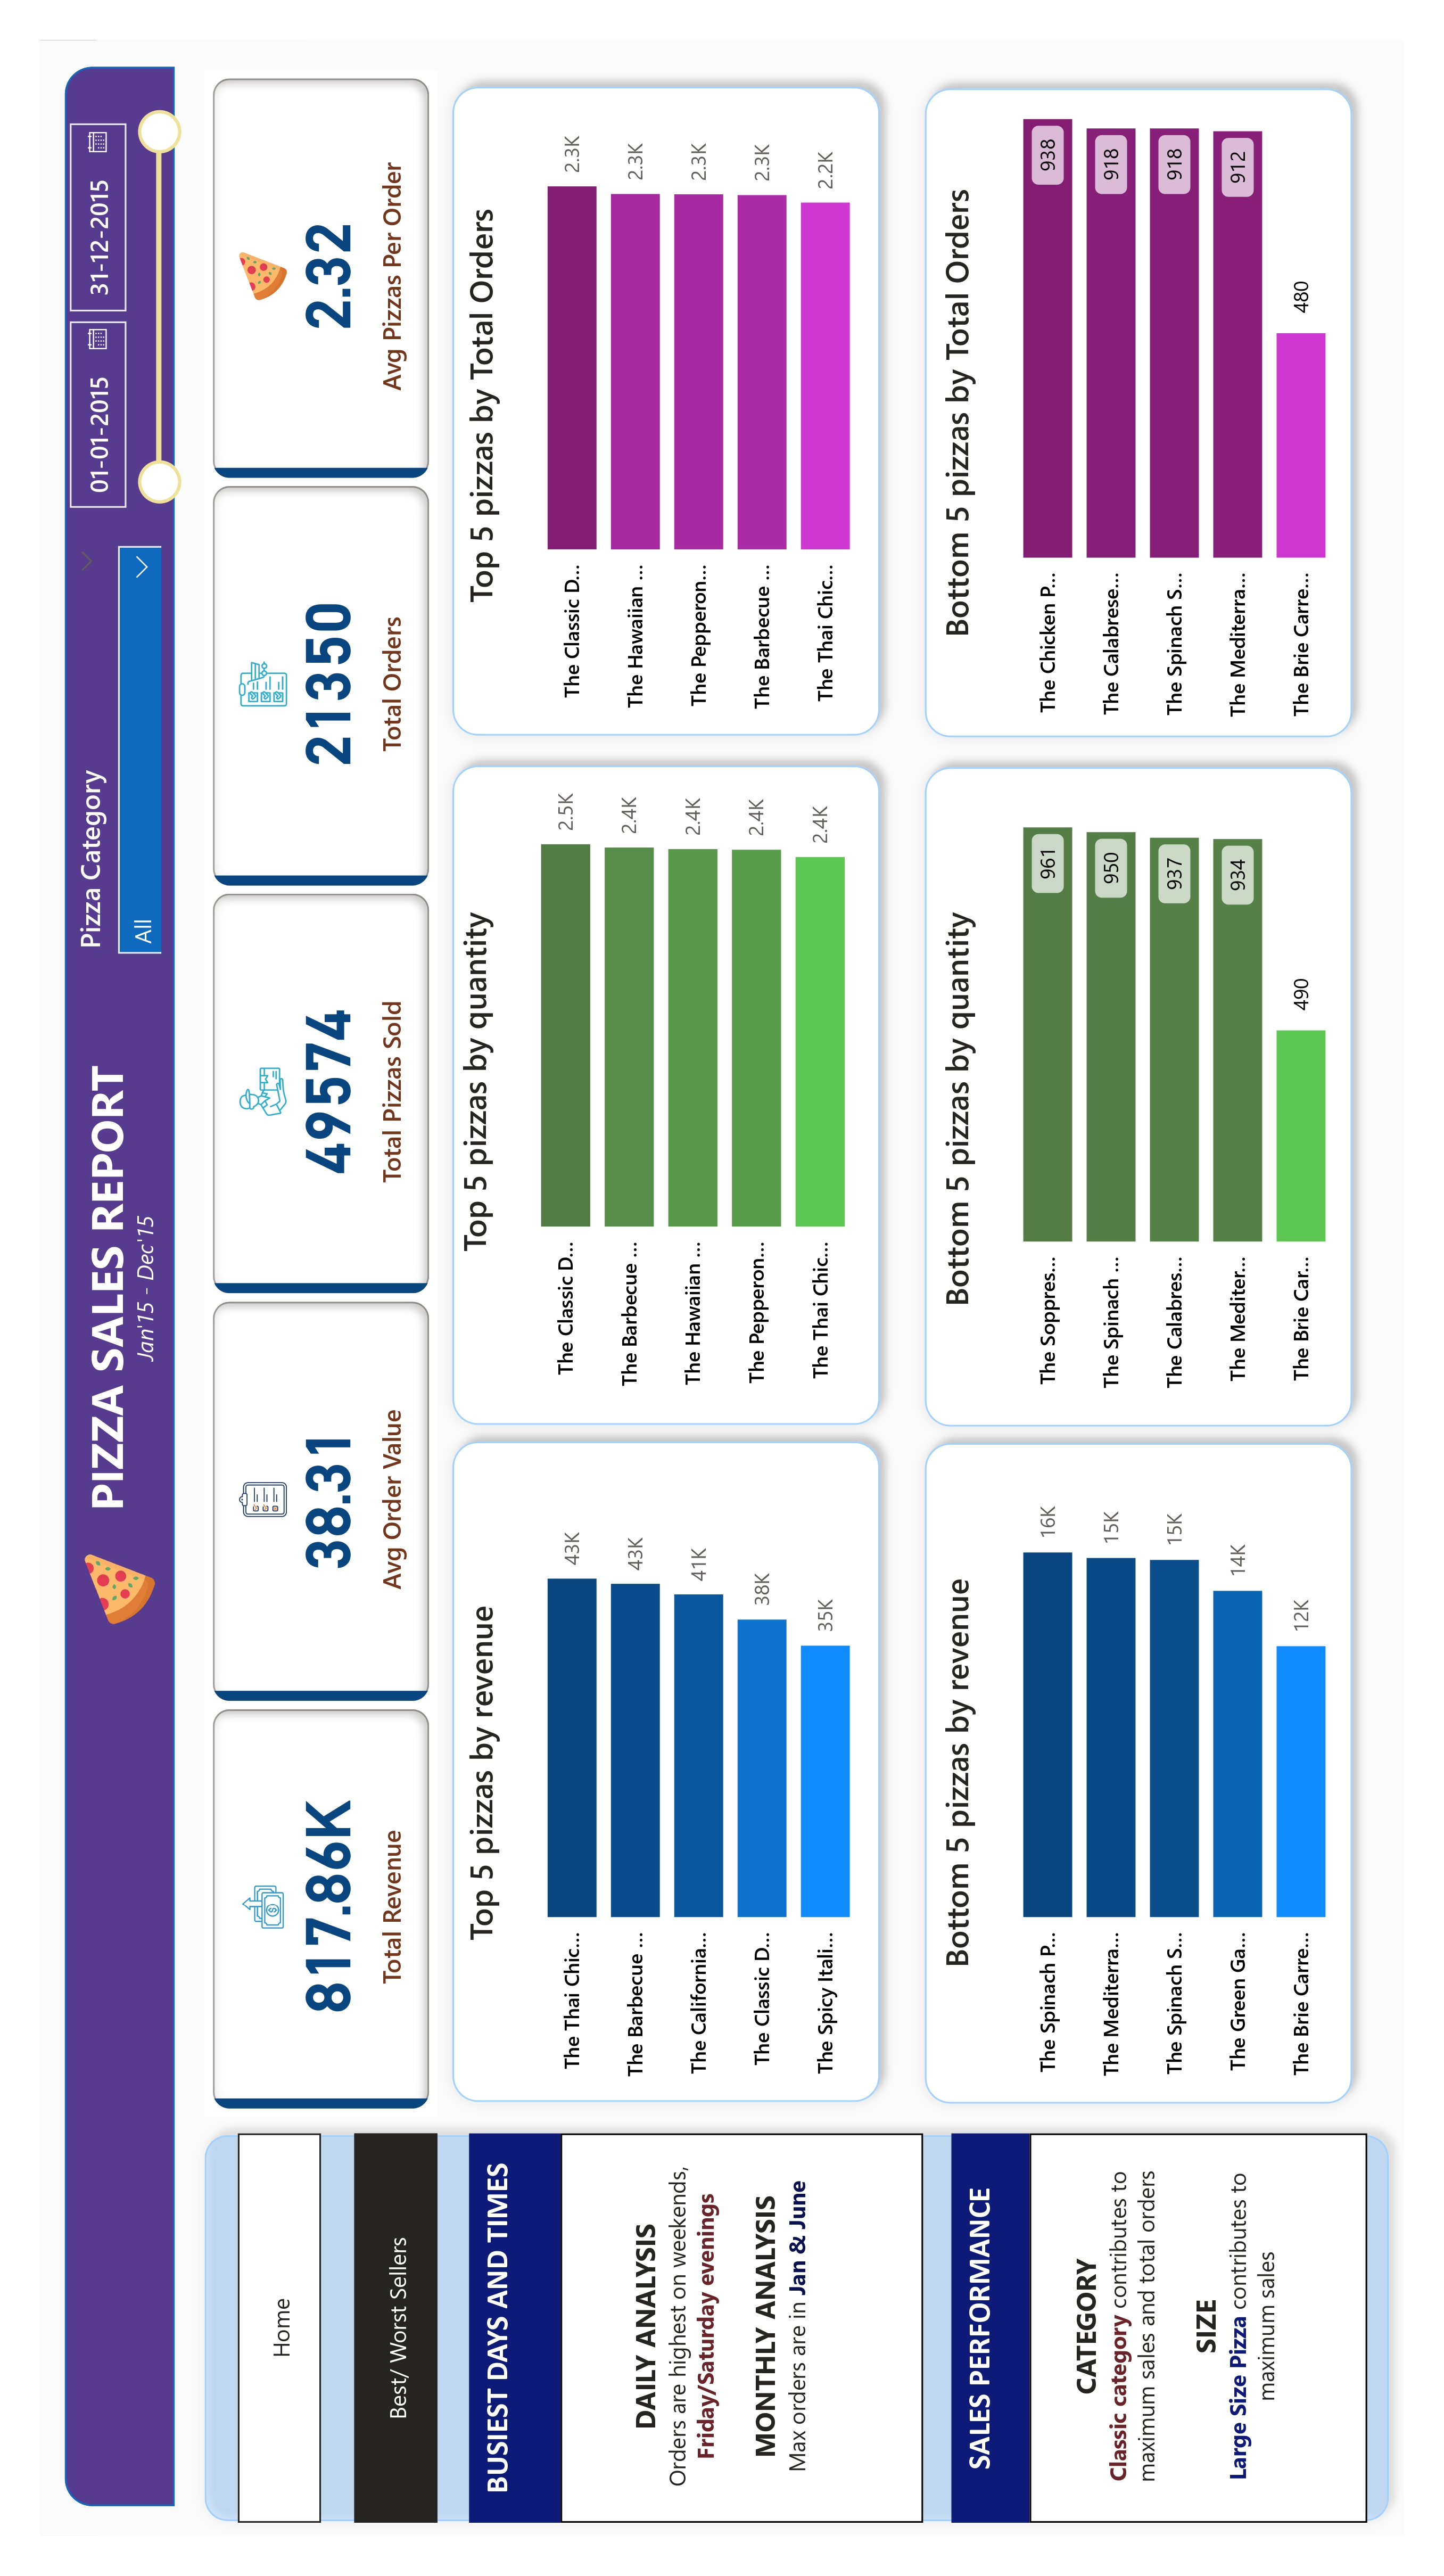 PIZZA SALES REPORT
Jan'15 - Dec'15
Pizza Category
All
01-01-2015
31-12-2015
Home
Best/ Worst Sellers
BUSIEST DAYS AND TIMES
DAILY ANALYSIS
Orders are highest on weekends,
Friday/Saturday evenings
MONTHLY ANALYSIS
Max orders are in Jan & June
SALES PERFORMANCE
CATEGORY
Classic category contributes to
maximum sales and total orders
SIZE
Large Size Pizza contributes to
maximum sales
817.86K
Total Revenue
38.31
Avg Order Value
49574
Total Pizzas Sold
21350
Total Orders
2.32
Avg Pizzas Per Order
Top 5 pizzas by revenue
The Thai Chic... 43K
The Barbecue ... 43K
The California... 41K
The Classic D... 38K
The Spicy Itali... 35K
Top 5 pizzas by quantity
The Classic D... 2.5K
The Barbecue ... 2.4K
The Hawaiian ... 2.4K
The Pepperon... 2.4K
The Thai Chic... 2.4K
Top 5 pizzas by Total Orders
The Classic D... 2.3K
The Hawaiian ... 2.3K
The Pepperon... 2.3K
The Barbecue ... 2.3K
The Thai Chic... 2.2K
Bottom 5 pizzas by revenue
The Spinach P... 16K
The Mediterra... 15K
The Spinach S... 15K
The Green Ga... 14K
The Brie Carre... 12K
Bottom 5 pizzas by quantity
The Soppres... 961
The Spinach ... 950
The Calabres... 937
The Mediter... 934
The Brie Car... 490
Bottom 5 pizzas by Total Orders
The Chicken P... 938
The Calabrese... 918
The Spinach S... 918
The Mediterra... 912
The Brie Carre... 480